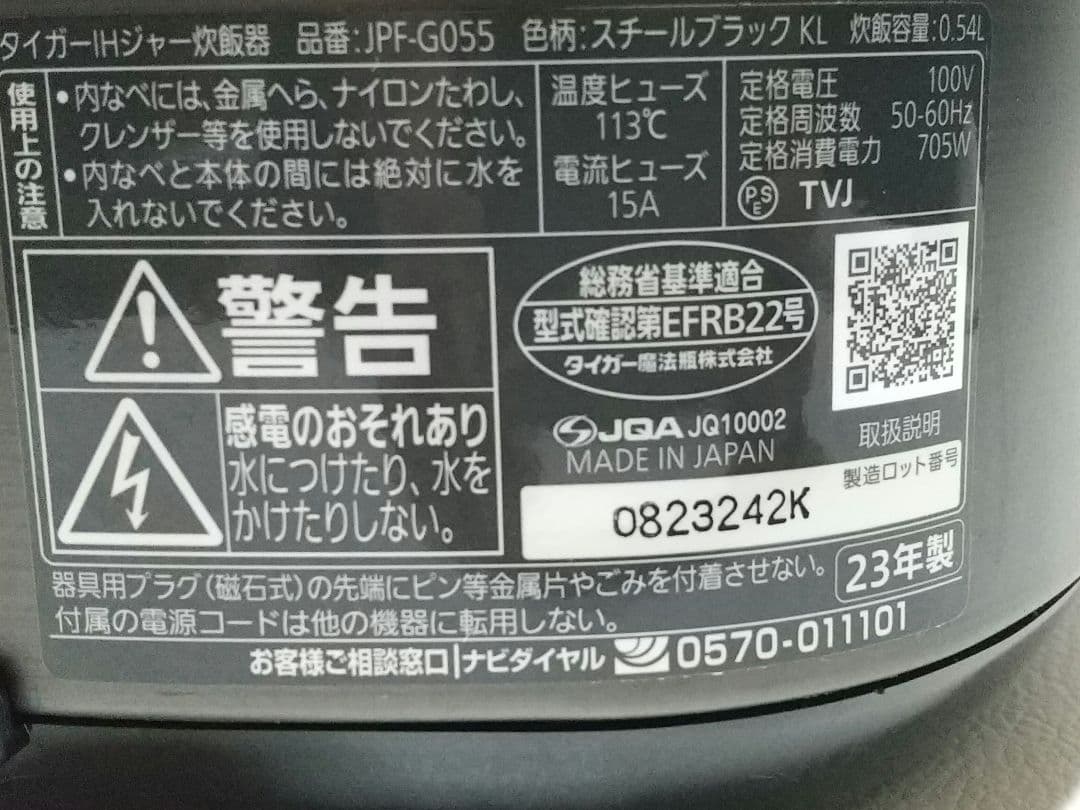 タイガーIHジャー炊飯器 品番:JPF-G055 色柄:スチールブラック KL 炊飯容量:0.54L
使用上の注意
・内なべには、金属へら、ナイロンたわし、
クレンザー等を使用しないでください。
・内なべと本体の間には絶対に水を
入れないでください。
温度ヒューズ
113℃
電流ヒューズ
15A
定格電圧 100V
定格周波数 50-60Hz
定格消費電力 705W
PSE TVJ
警告
感電のおそれあり
水につけたり、水を
かけたりしない。
総務省基準適合
型式確認第EFRB22号
タイガー魔法瓶株式会社
JQA JQ10002
MADE IN JAPAN
取扱説明
製造ロット番号
0823242K
器具用プラグ(磁石式)の先端にピン等金属片やごみを付着させない。
付属の電源コードは他の機器に転用しない。
23年製
お客様ご相談窓口|ナビダイヤル 0570-011101